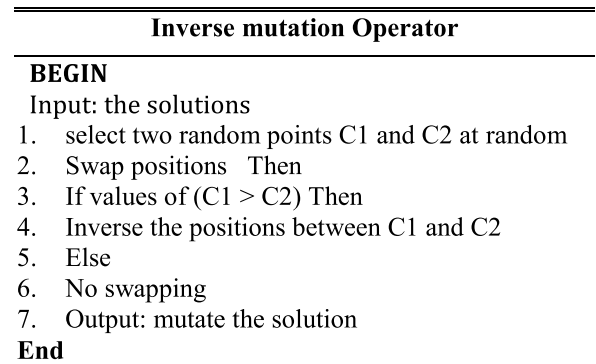 Inverse mutation Operator
BEGIN
Input: the solutions
1. select two random points C1 and C2 at random
2. Swap positions Then
3. If values of (C1 > C2) Then
4. Inverse the positions between C1 and C2
5. Else
6. No swapping
7. Output: mutate the solution
End